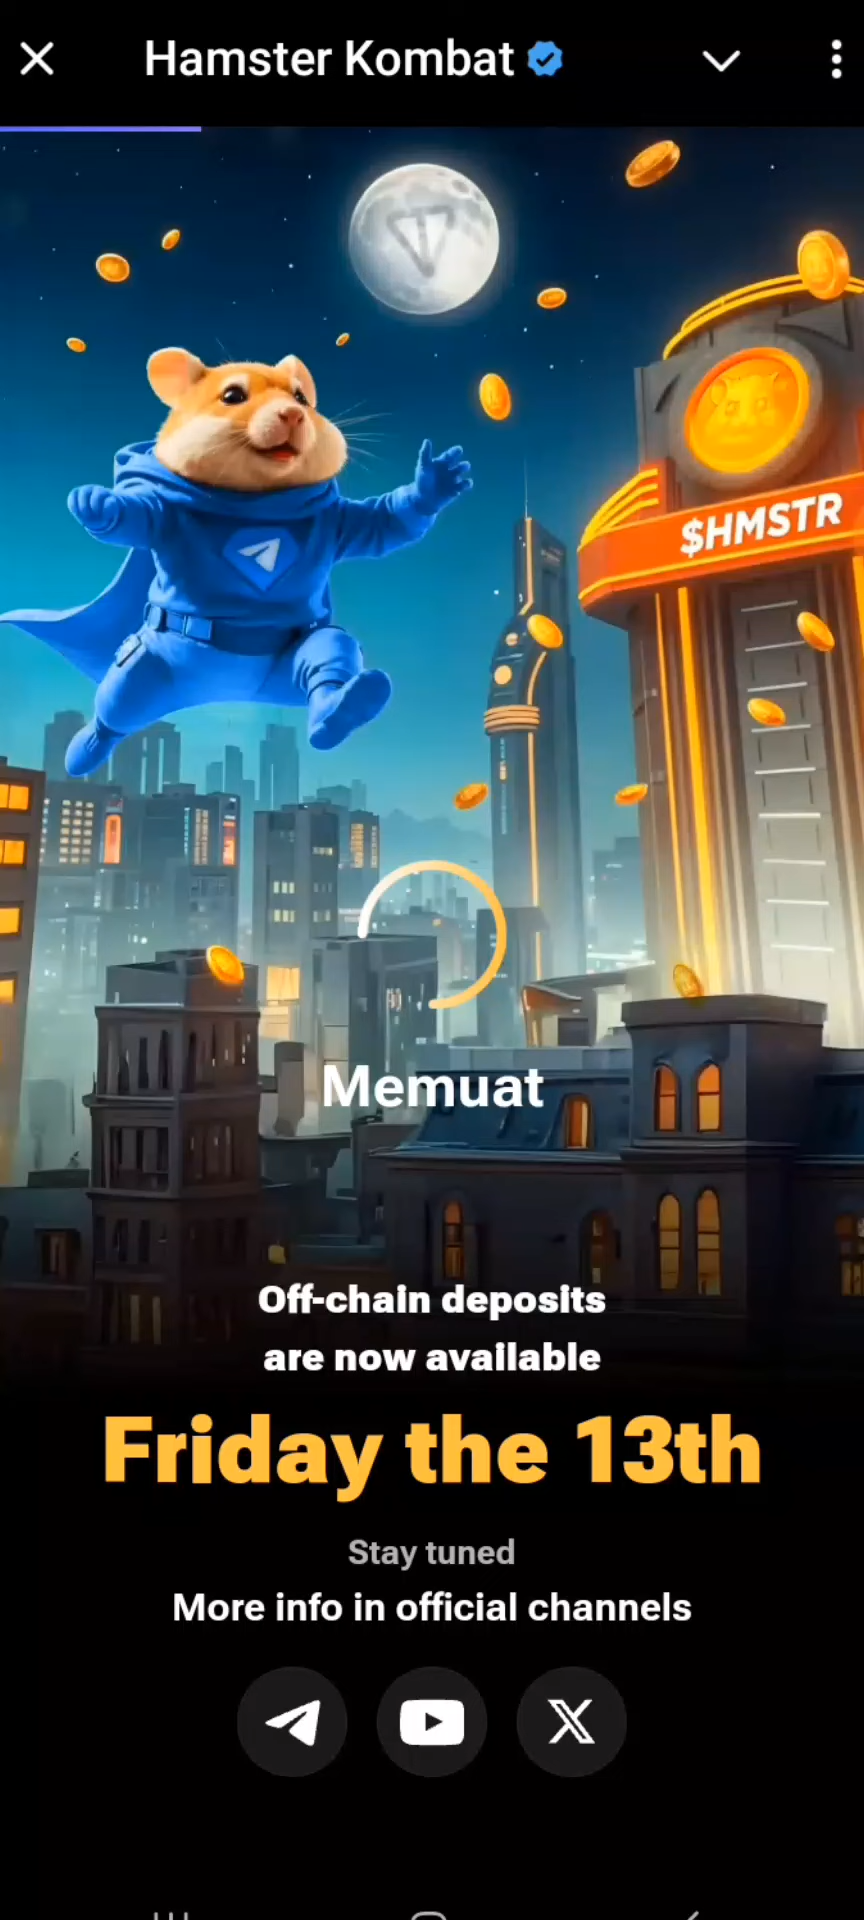 Hamster Kombat
$HMSTR
Memuat
Off-chain deposits
are now available
Friday the 13th
Stay tuned
More info in official channels